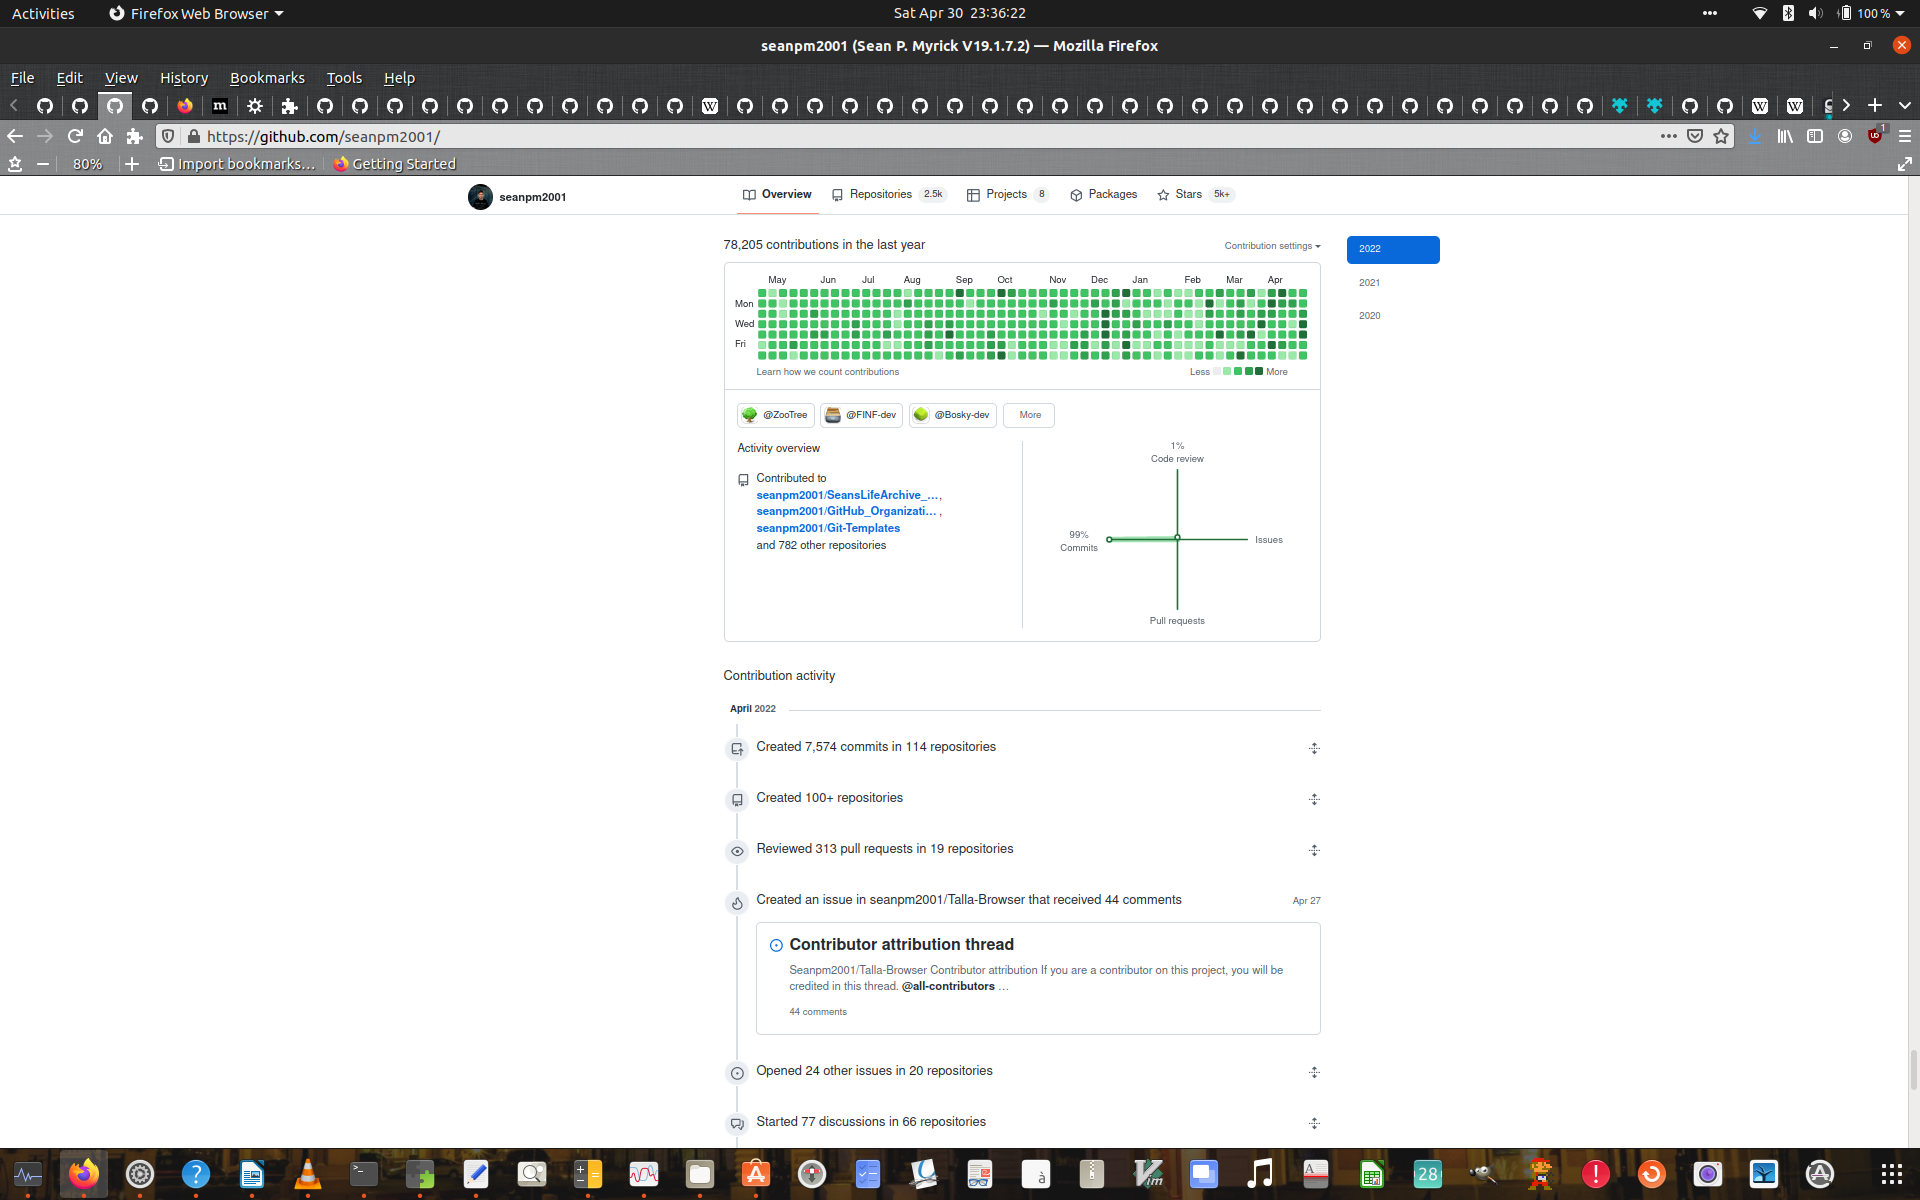 Activities
Firefox Web Browser
Sat Apr 30 23:36:22
100 %
seanpm2001 (Sean P. Myrick V19.1.7.2) — Mozilla Firefox
File Edit View History Bookmarks Tools Help
https://github.com/seanpm2001/
1
80%
Import bookmarks...
Getting Started
seanpm2001
Overview
Repositories 2.5k
Projects 8
Packages
Stars 5k+
78,205 contributions in the last year
Contribution settings
2022
2021
2020
May Jun Jul Aug Sep Oct Nov Dec Jan Feb Mar Apr
Mon
Wed
Fri
Learn how we count contributions
Less More
@ZooTree
@FINF-dev
@Bosky-dev
More
Activity overview
Contributed to
seanpm2001/SeansLifeArchive_…,
seanpm2001/GitHub_Organizati… ,
seanpm2001/Git-Templates
and 782 other repositories
1%
Code review
99%
Commits
Issues
Pull requests
Contribution activity
April 2022
Created 7,574 commits in 114 repositories
Created 100+ repositories
Reviewed 313 pull requests in 19 repositories
Created an issue in seanpm2001/Talla-Browser that received 44 comments
Apr 27
Contributor attribution thread
Seanpm2001/Talla-Browser Contributor attribution If you are a contributor on this project, you will be
credited in this thread. @all-contributors …
44 comments
Opened 24 other issues in 20 repositories
Started 77 discussions in 66 repositories
28